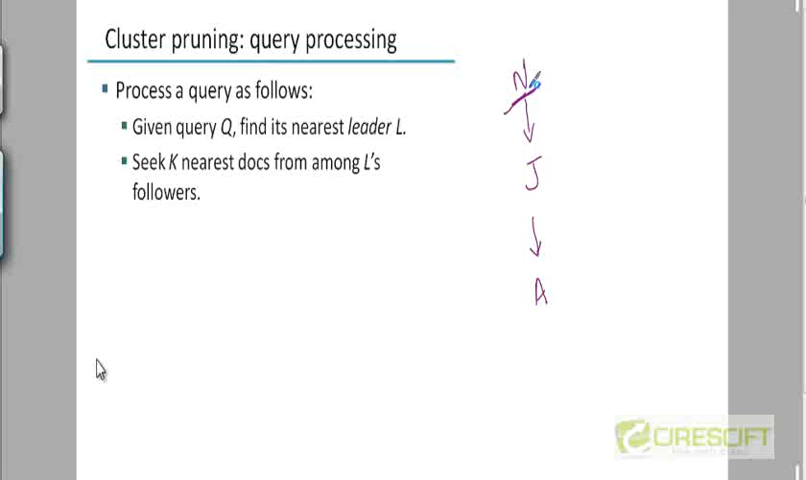 Cluster pruning: query processing
Process a query as follows:
Given query Q, find its nearest leader L.
Seek K nearest docs from among L's
followers.
N
J
A
CIRESCIFT